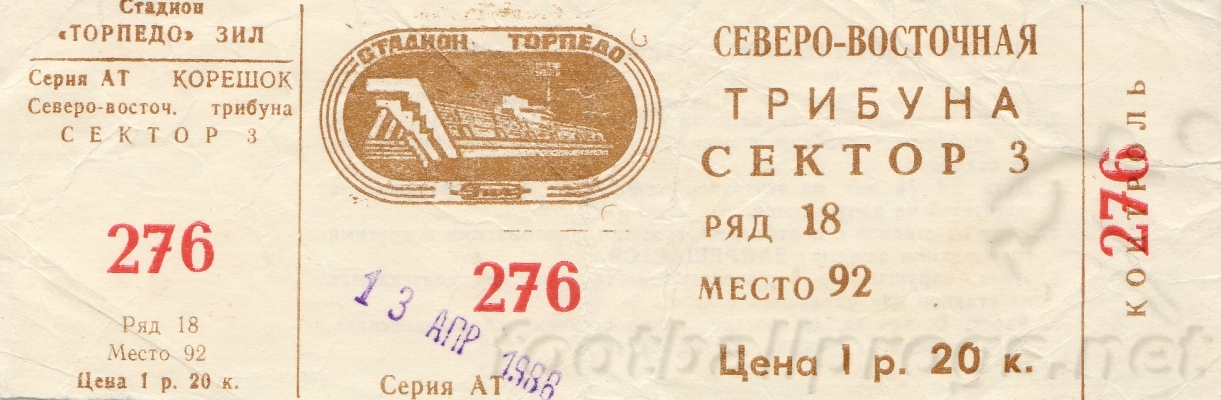 Стадион
«ТОРПЕДО» ЗИЛ
Серия АТ КОРЕШОК
Северо-восточ. трибуна
СЕКТОР 3
276
Ряд 18
Место 92
Цена 1 р. 20 к.
СТАДИОН ТОРПЕДО
ЗИЛ
276
13 АПР 1986
Серия АТ
СЕВЕРО-ВОСТОЧНАЯ
ТРИБУНА
СЕКТОР 3
РЯД 18
МЕСТО 92
Цена 1 р. 20 к.
КОНТРОЛЬ
276